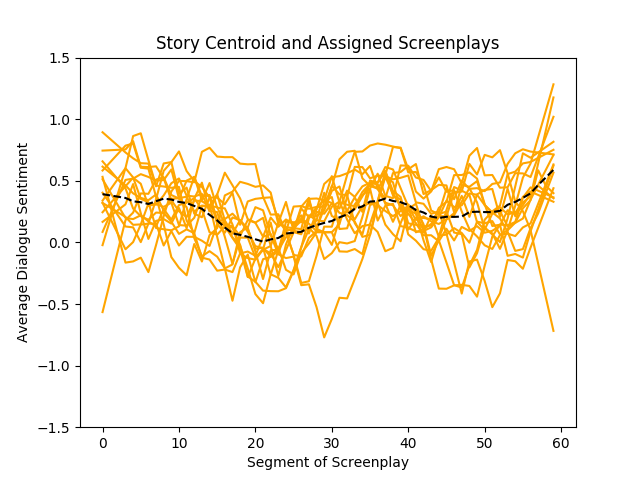 Story Centroid and Assigned Screenplays
1.5
1.0
0.5
0.0
−0.5
−1.0
−1.5
Average Dialogue Sentiment
0 10 20 30 40 50 60
Segment of Screenplay